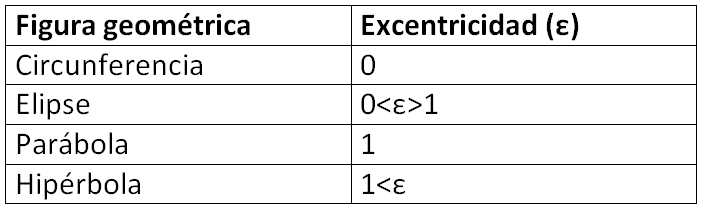 Figura geométrica Excentricidad (ε)
Circunferencia 0
Elipse 0<ε>1
Parábola 1
Hipérbola 1<ε